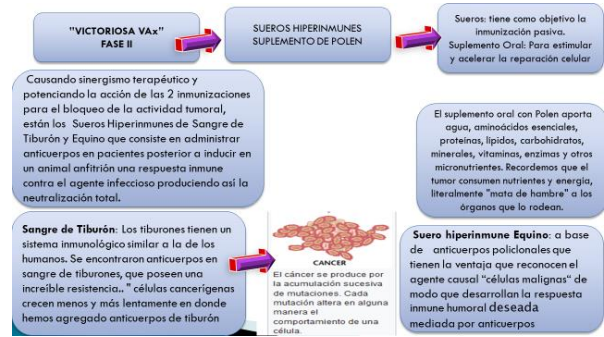 "VICTORIOSA VAx"
FASE II
SUEROS HIPERINMUNES
SUPLEMENTO DE POLEN
Sueros: tiene como objetivo la
inmunización pasiva.
Suplemento Oral: Para estimular
y acelerar la reparación celular
Causando sinergismo terapéutico y
potenciando la acción de las 2 inmunizaciones
para el bloqueo de la actividad tumoral,
están los Sueros Hiperinmunes de Sangre de
Tiburón y Equino que consiste en administrar
anticuerpos en pacientes posterior a inducir en
un animal anfitrión una respuesta inmune
contra el agente infeccioso produciendo así la
neutralización total.
El suplemento oral con Polen aporta
agua, aminoácidos esenciales,
proteínas, lípidos, carbohidratos,
minerales, vitaminas, enzimas y otros
micronutrientes. Recordemos que el
tumor consumen nutrientes y energía,
literalmente "mata de hambre" a los
órganos que lo rodean.
Sangre de Tiburón: Los tiburones tienen un
sistema inmunológico similar a la de los
humanos. Se encontraron anticuerpos en
sangre de tiburones, que poseen una
increíble resistencia.. " células cancerígenas
crecen menos y más lentamente en donde
hemos agregado anticuerpos de tiburón
CANCER
El cáncer se produce por
la acumulación sucesiva
de mutaciones. Cada
mutación altera en alguna
manera el
comportamiento de una
célula.
Suero hiperinmune Equino: a base
de anticuerpos policlonales que
tienen la ventaja que reconocen el
agente causal "células malignas" de
modo que desarrollan la respuesta
inmune humoral deseada
mediada por anticuerpos